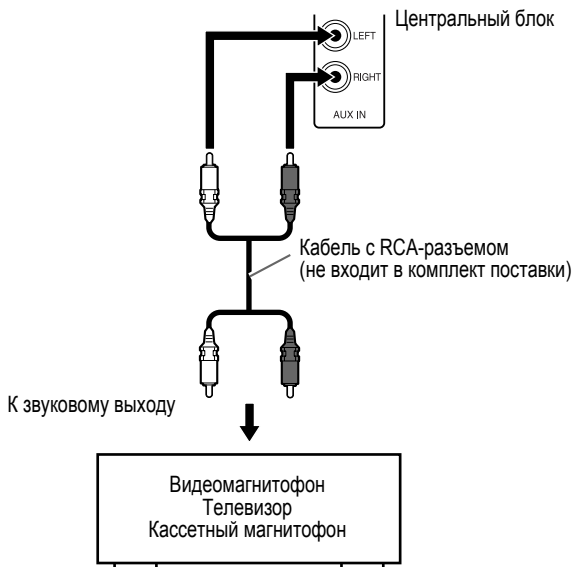 Центральный блок
LEFT
RIGHT
AUX IN
Кабель с RCA-разъемом
(не входит в комплект поставки)
К звуковому выходу
Видеомагнитофон
Телевизор
Кассетный магнитофон